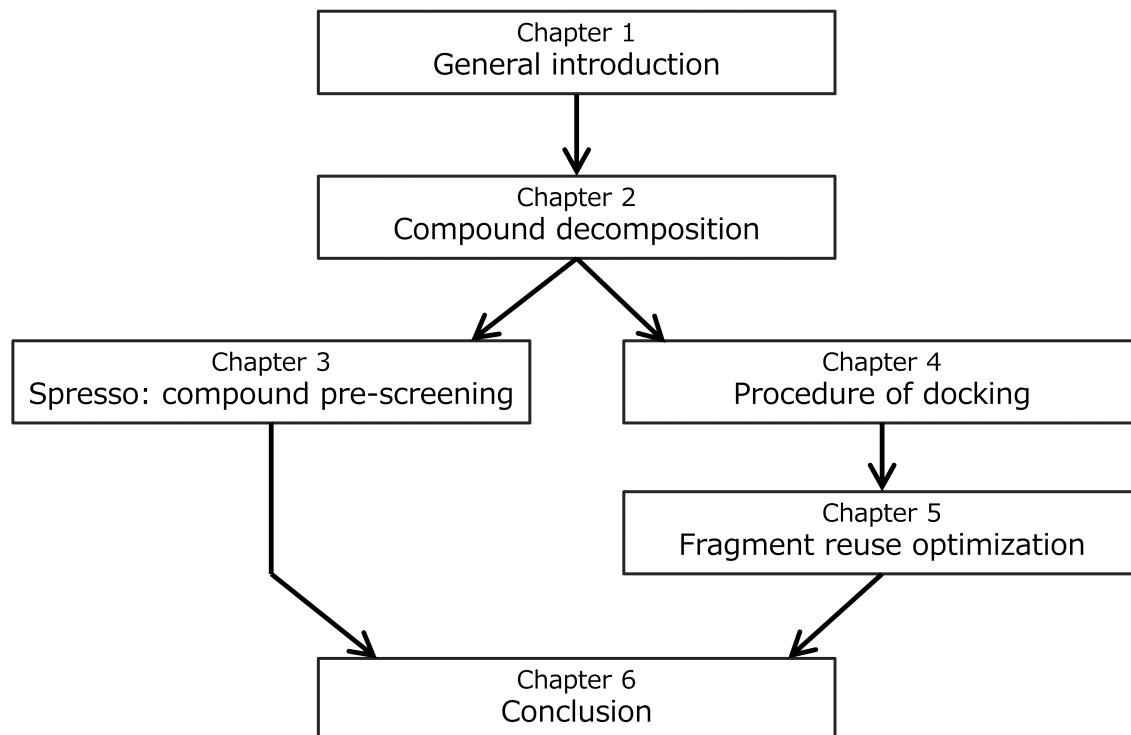 Chapter 1
General introduction
Chapter 2
Compound decomposition
Chapter 3
Spresso: compound pre-screening
Chapter 4
Procedure of docking
Chapter 5
Fragment reuse optimization
Chapter 6
Conclusion